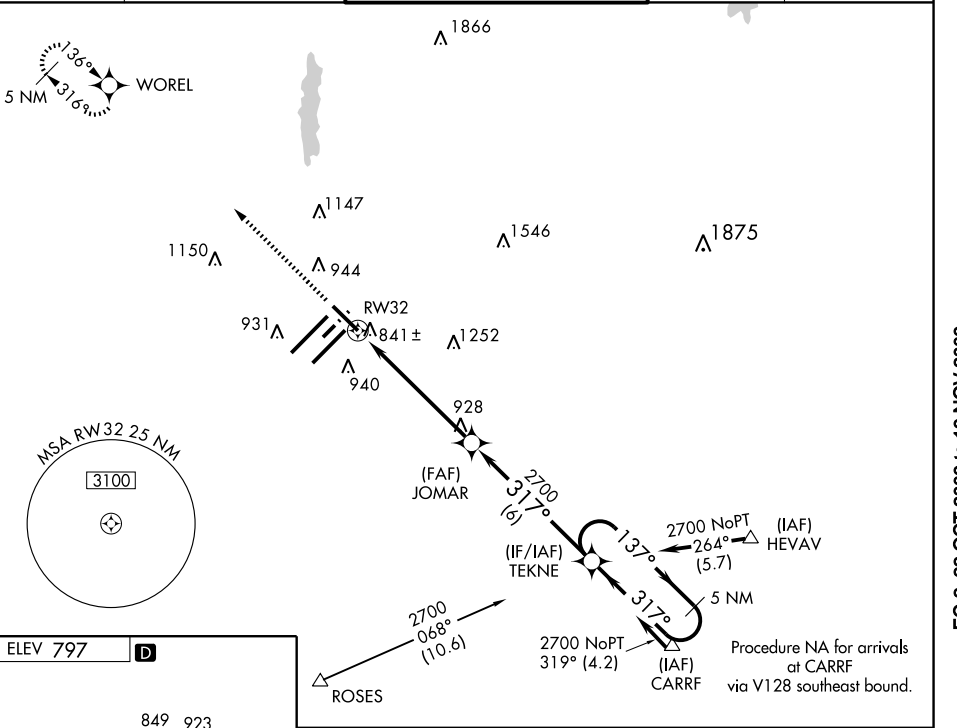 1866
136°
WOREL
5 NM
316°
1147
1546
1875
1150
944
RW32
931
841±
1252
940
928
MSA RW32 25 NM
3100
(FAF)
JOMAR
2700
317°
(6)
(IF/IAF)
TEKNE
137°
2700 NoPT
264°
(5.7)
(IAF)
HEVAV
317°
5 NM
2700
068°
(10.6)
2700 NoPT
319° (4.2)
(IAF)
CARRF
Procedure NA for arrivals
at CARRF
via V128 southeast bound.
ROSES
ELEV 797
D
849 923